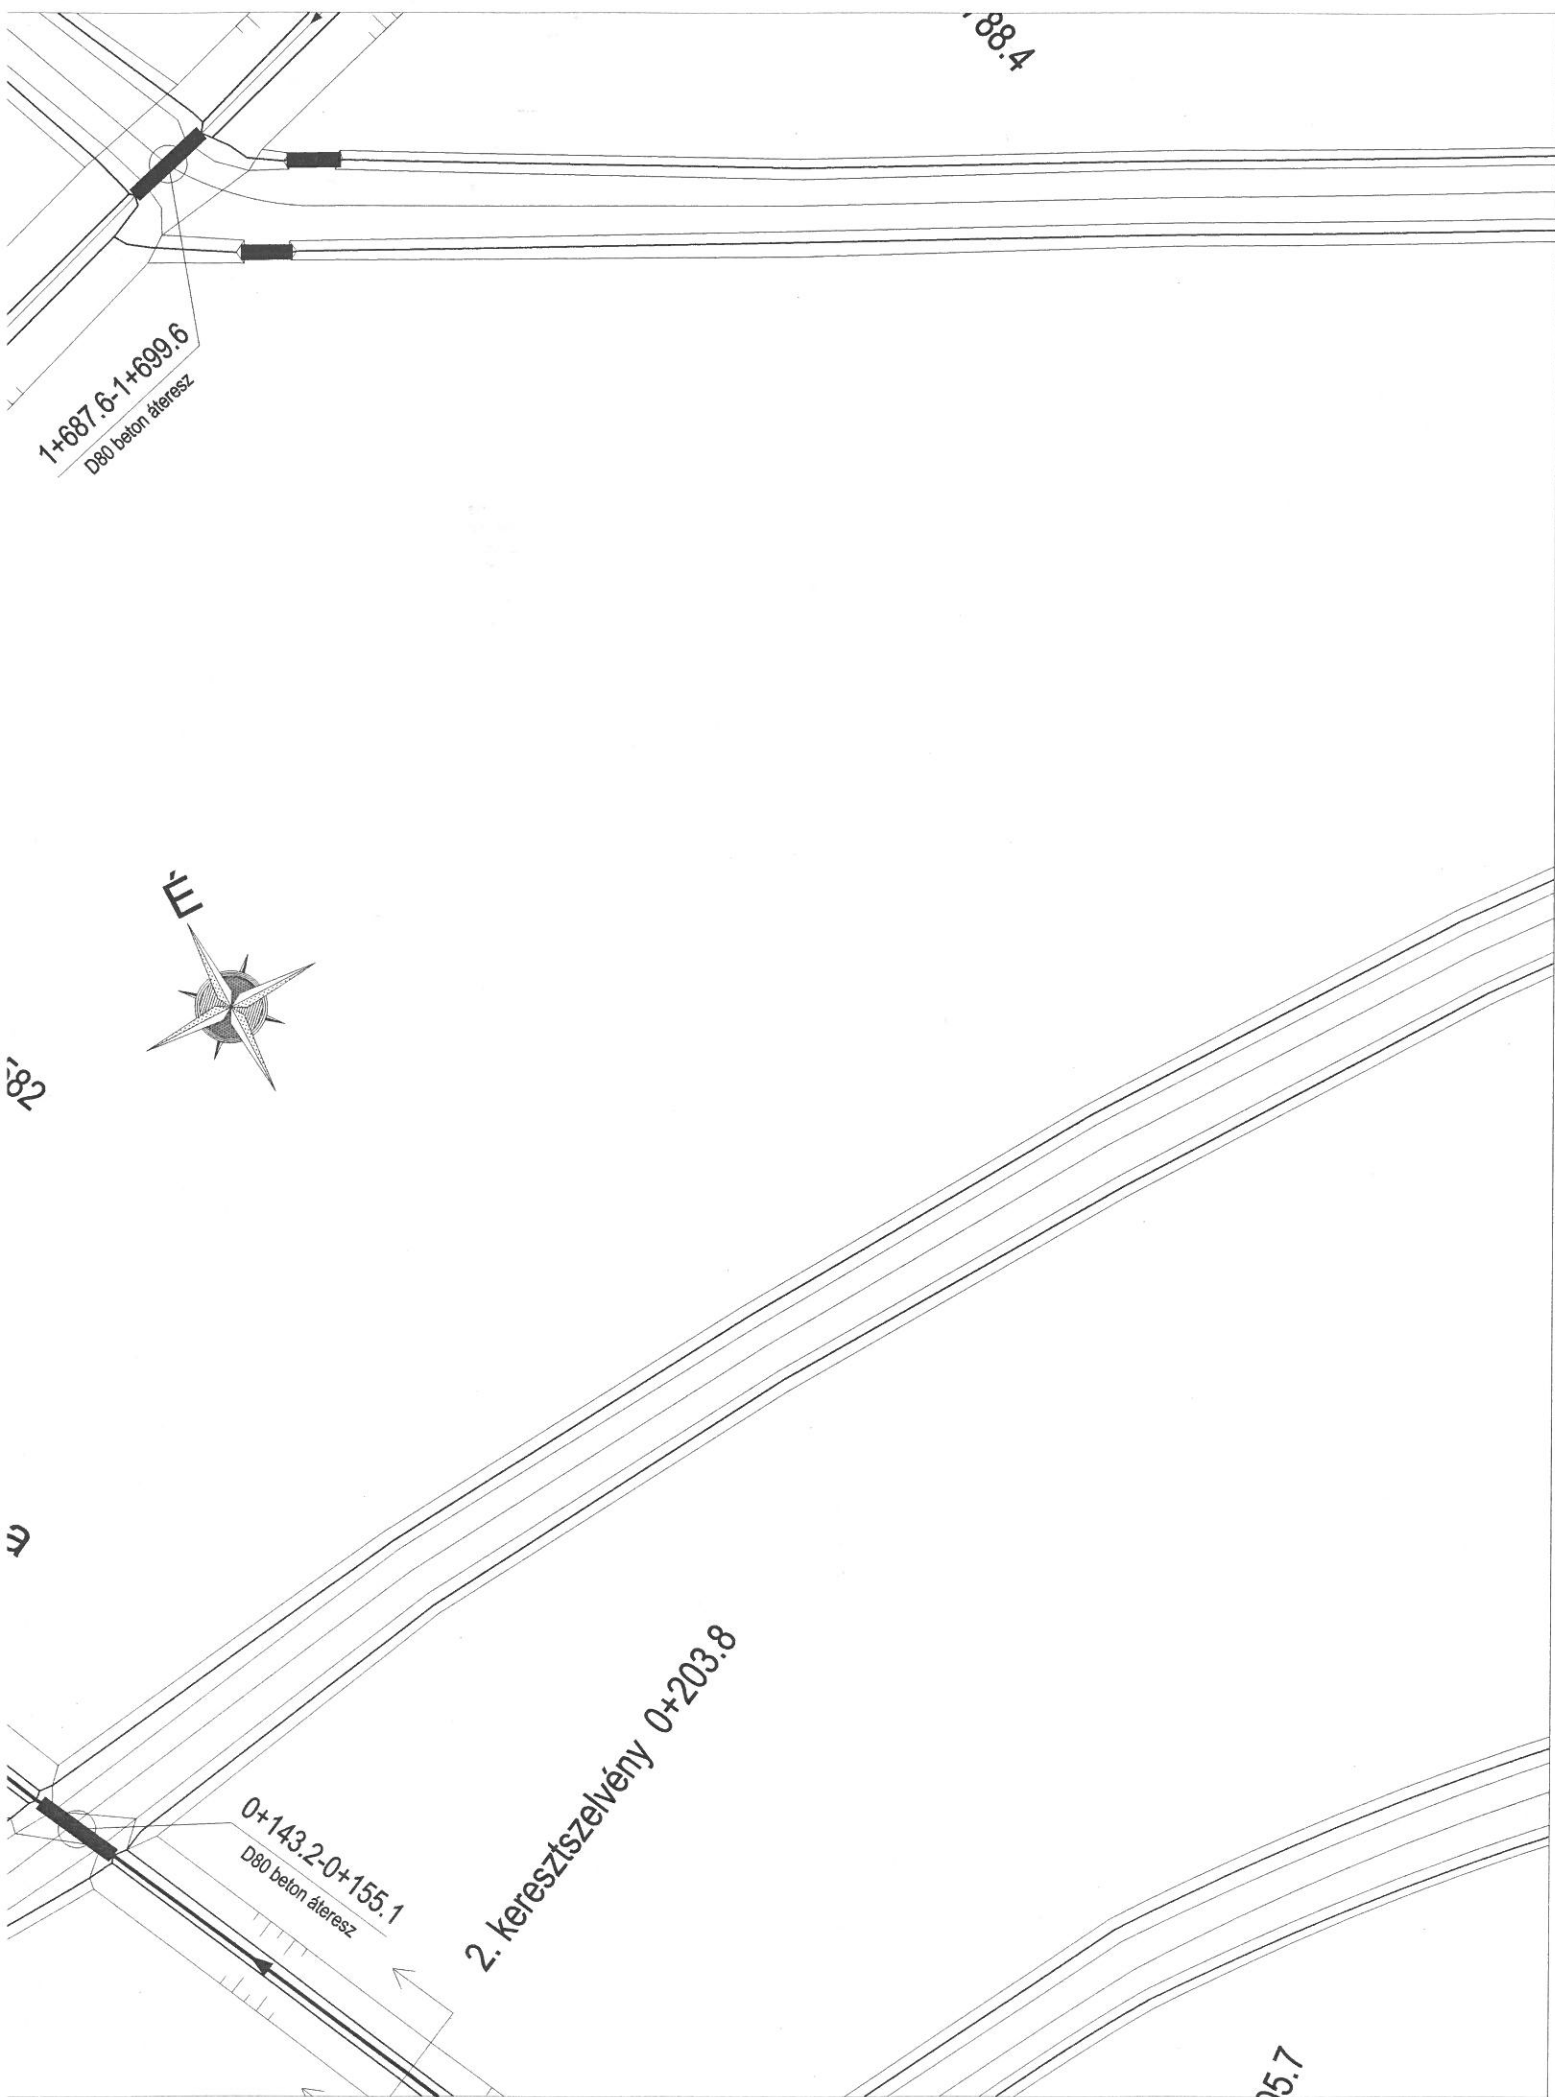 88.4
1+687.6-1+699.6
D80 beton áteresz
É
82
a
0+143.2-0+155.1
D80 beton áteresz
2. keresztszelvény 0+203.8
05.7